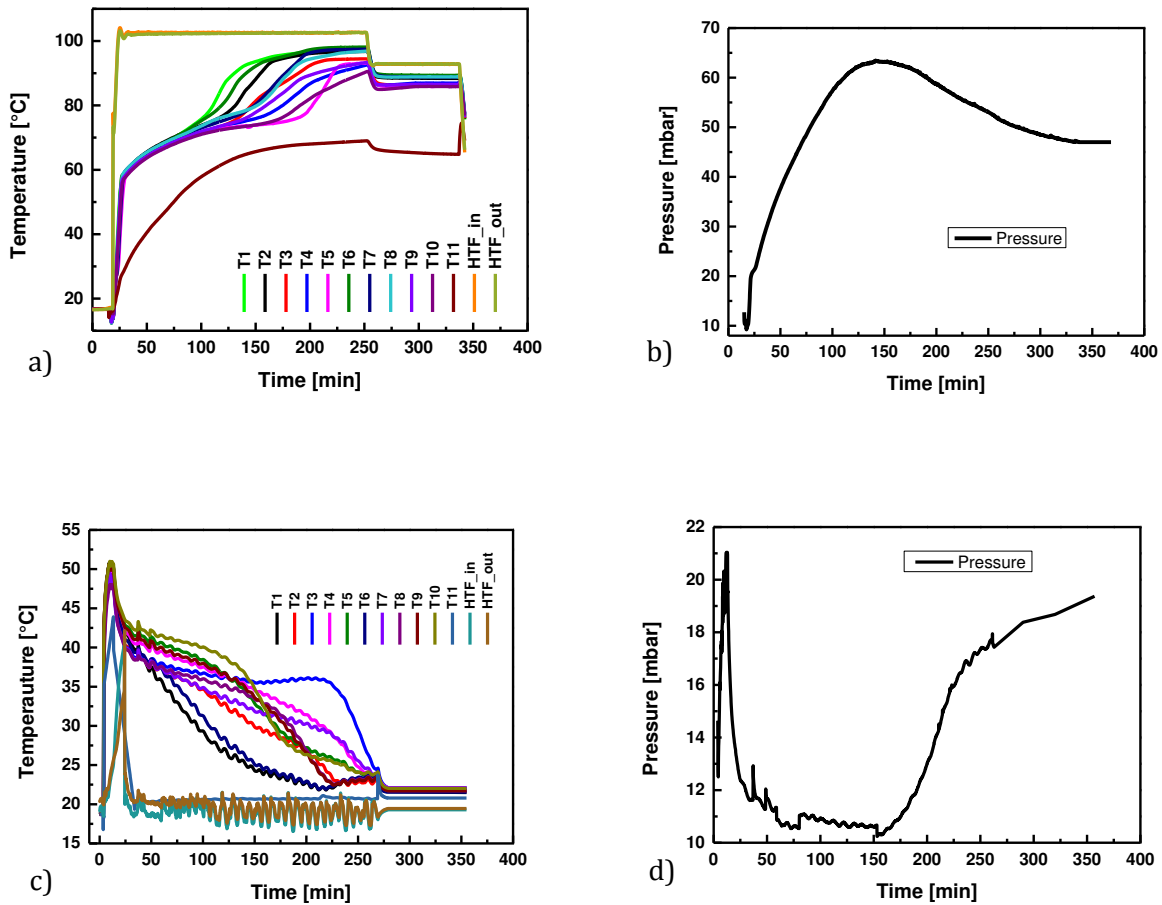 100
80
60
40
20
Temperature [°C]
T1
T2
T3
T4
T5
T6
T7
T8
T9
T10
T11
HTF_in
HTF_out
0 50 100 150 200 250 300 350 400
Time [min]
a)
70
60
50
40
30
20
10
Pressure [mbar]
Pressure
0 50 100 150 200 250 300 350 400
Time [min]
b)
55
50
45
40
35
30
25
20
15
Temperauture [°C]
T1
T2
T3
T4
T5
T6
T7
T8
T9
T10
T11
HTF_in
HTF_out
0 50 100 150 200 250 300 350 400
Time [min]
c)
22
20
18
16
14
12
10
Pressure [mbar]
Pressure
0 50 100 150 200 250 300 350 400
Time [min]
d)